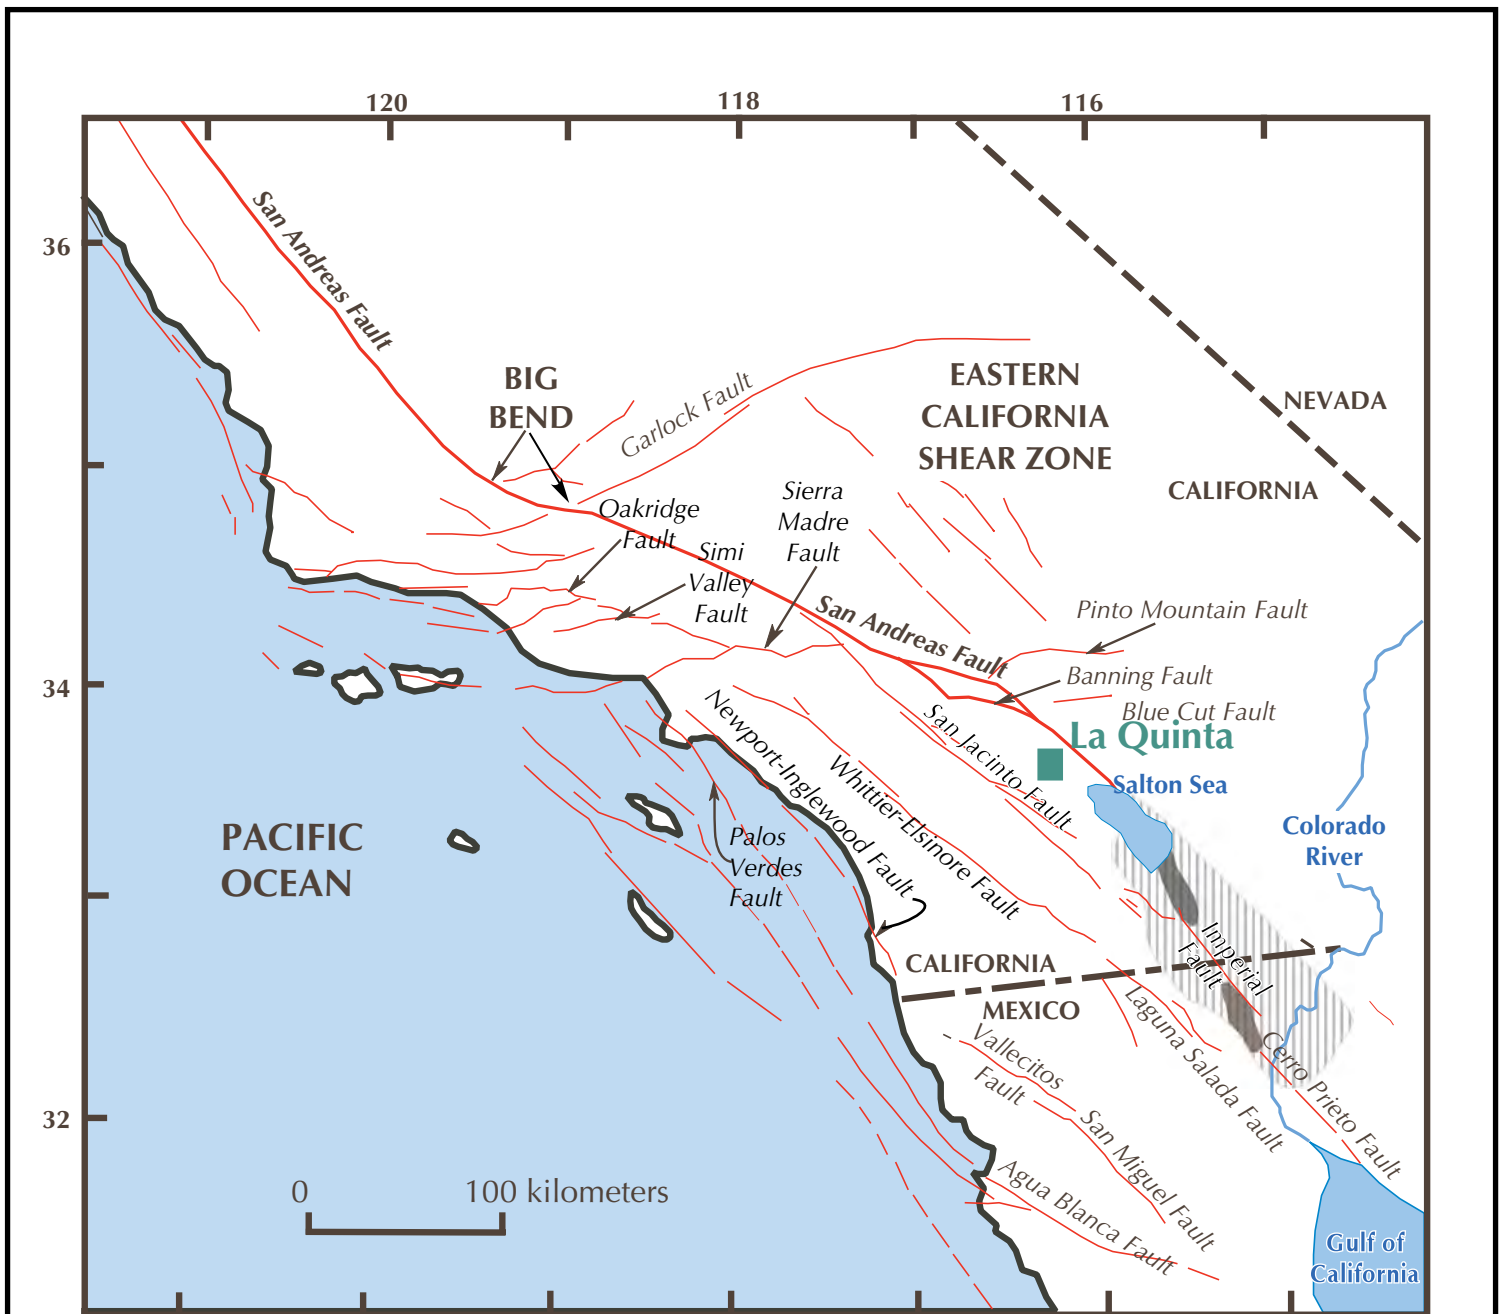 120
118
116
36
34
32
San Andreas Fault
BIG
BEND
Garlock Fault
EASTERN
CALIFORNIA
SHEAR ZONE
NEVADA
CALIFORNIA
Oakridge
Fault
Simi
Valley
Fault
Sierra
Madre
Fault
San Andreas Fault
Pinto Mountain Fault
Banning Fault
Blue Cut Fault
La Quinta
Salton Sea
San Jacinto Fault
Newport-Inglewood Fault
Whittier-Elsinore Fault
Palos
Verdes
Fault
Colorado
River
PACIFIC
OCEAN
Imperial
Fault
CALIFORNIA
MEXICO
Laguna Salada Fault
Cerro Prieto Fault
Vallecitos
Fault
San Miguel Fault
Agua Blanca Fault
0
100 kilometers
Gulf of
California